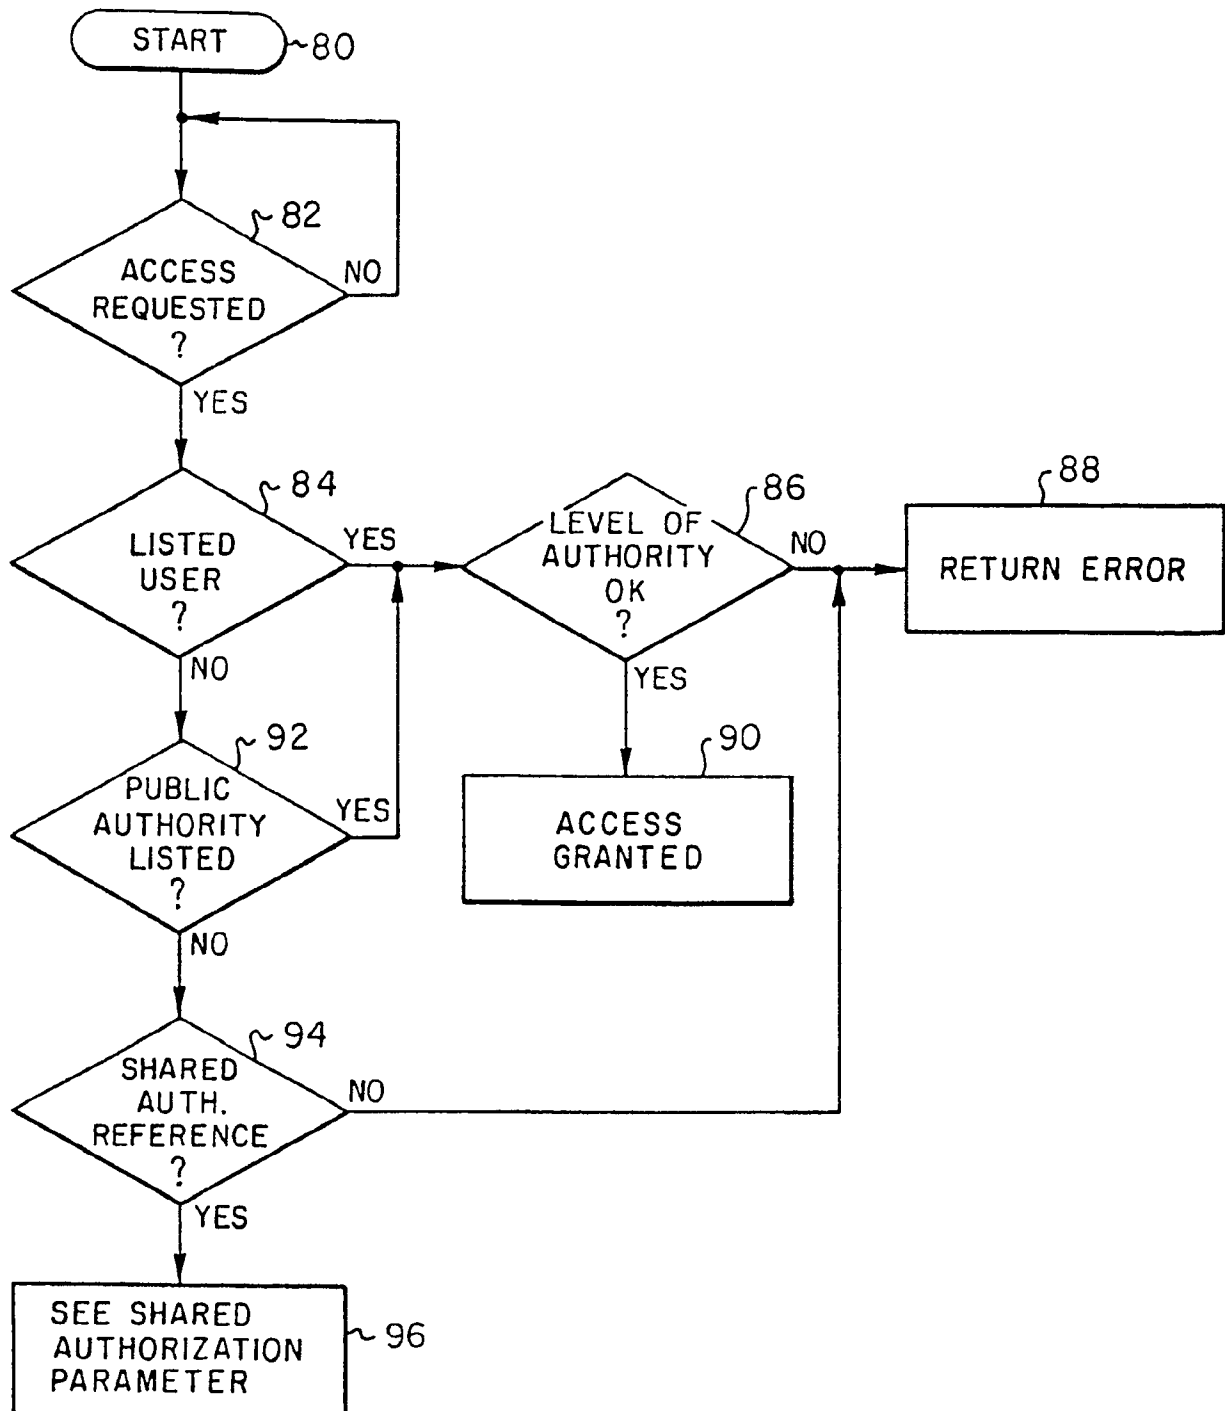 START
80
82
ACCESS
REQUESTED
?
NO
YES
84
LISTED
USER
?
YES
NO
86
LEVEL OF
AUTHORITY
OK
?
NO
YES
88
RETURN ERROR
90
ACCESS
GRANTED
92
PUBLIC
AUTHORITY
LISTED
?
YES
NO
94
SHARED
AUTH.
REFERENCE
?
NO
YES
SEE SHARED
AUTHORIZATION
PARAMETER
96